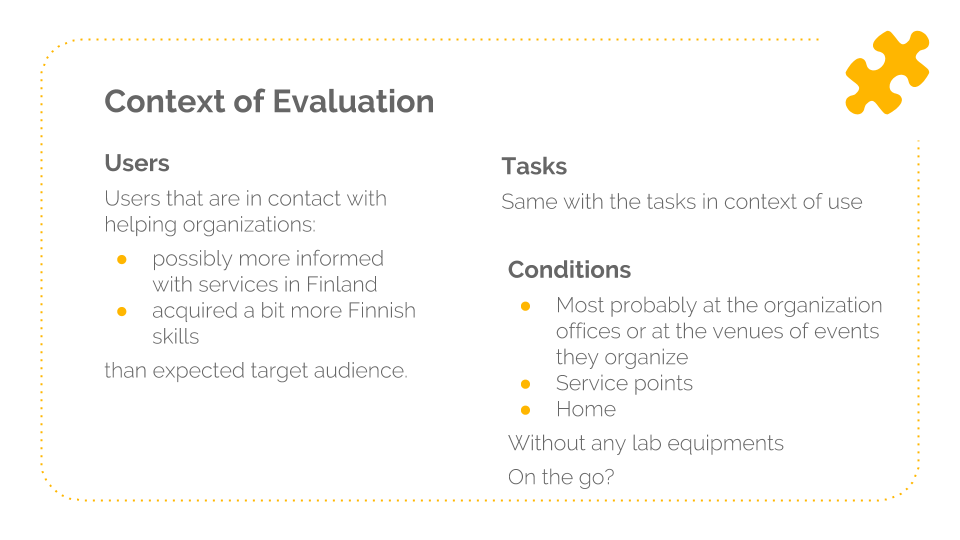 Context of Evaluation
Users
Users that are in contact with
helping organizations:
● possibly more informed
with services in Finland
● acquired a bit more Finnish
skills
than expected target audience.
Tasks
Same with the tasks in context of use
Conditions
● Most probably at the organization
offices or at the venues of events
they organize
● Service points
● Home
Without any lab equipments
On the go?